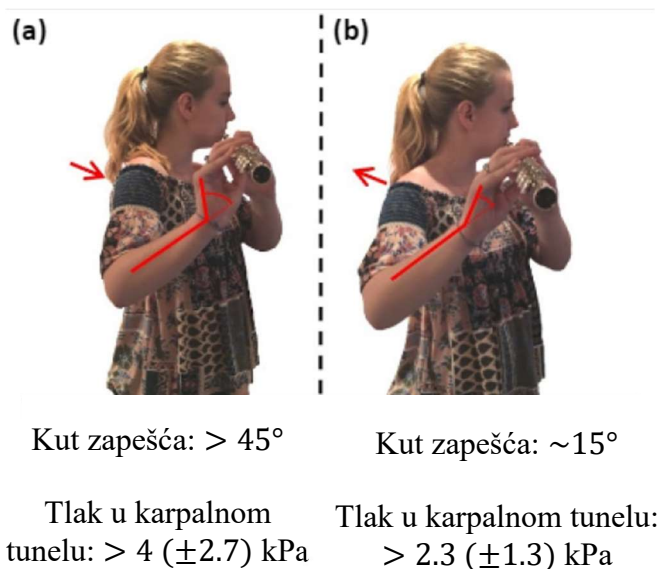 (a)
(b)
Kut zapešća: > 45°
Kut zapešća: ~15°
Tlak u karpalnom
tunelu: > 4 (±2.7) kPa
Tlak u karpalnom tunelu:
> 2.3 (±1.3) kPa